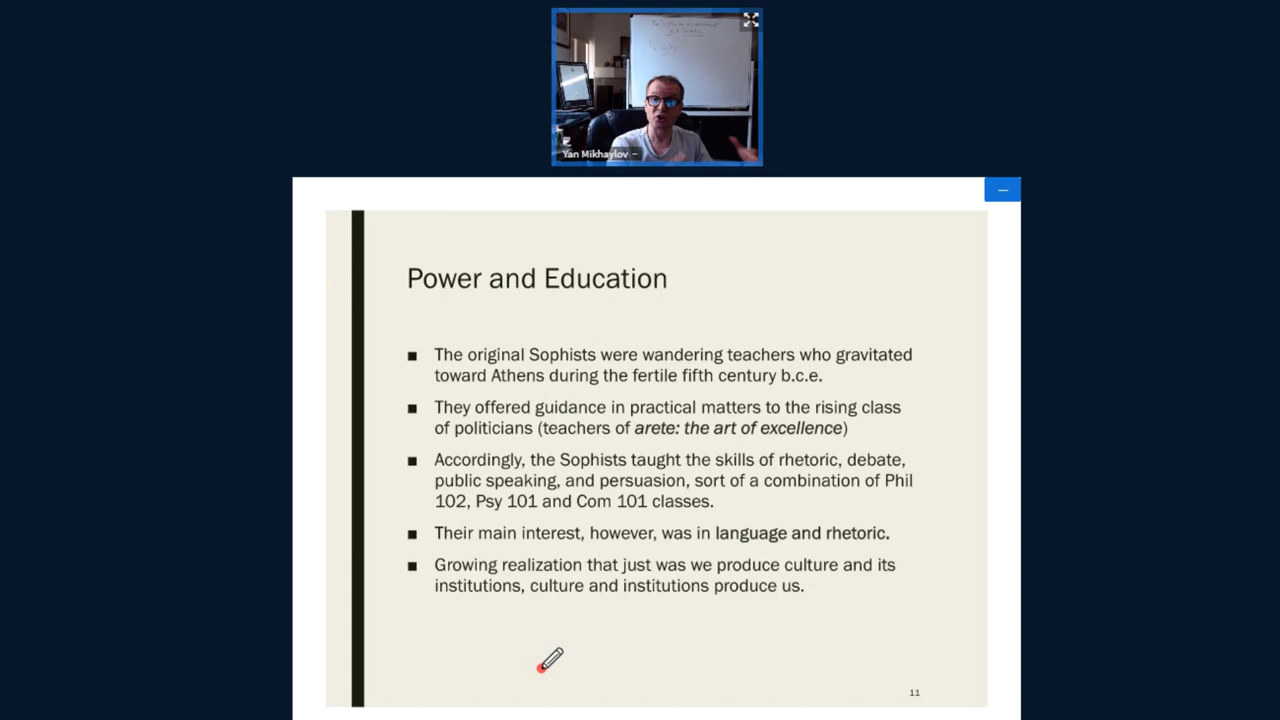 Yan Mikhaylov
Power and Education
The original Sophists were wandering teachers who gravitated
toward Athens during the fertile fifth century b.c.e.
They offered guidance in practical matters to the rising class
of politicians (teachers of arete: the art of excellence)
Accordingly, the Sophists taught the skills of rhetoric, debate,
public speaking, and persuasion, sort of a combination of Phil
102, Psy 101 and Com 101 classes.
Their main interest, however, was in language and rhetoric.
Growing realization that just was we produce culture and its
institutions, culture and institutions produce us.
11